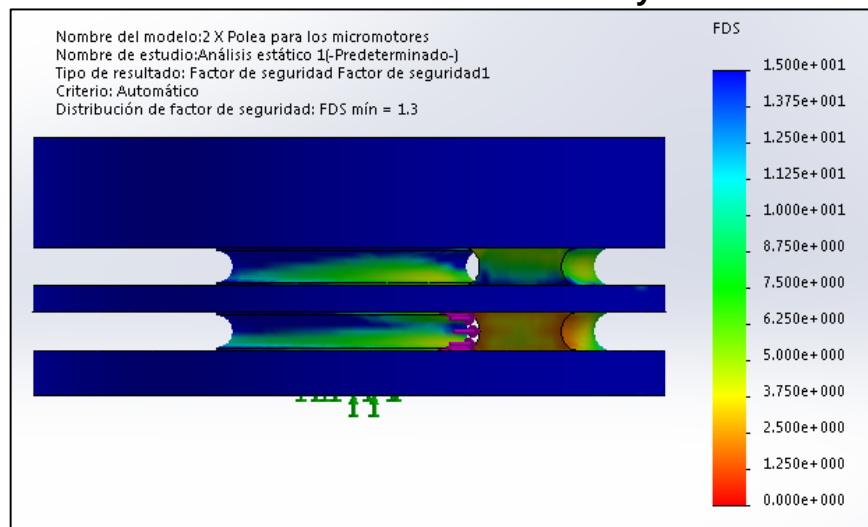 FDS
Nombre del modelo:2 X Polea para los micromotores
Nombre de estudio:Análisis estático 1(-Predeterminado-)
Tipo de resultado: Factor de seguridad Factor de seguridad1
Criterio: Automático
Distribución de factor de seguridad: FDS mín = 1.3
1.500e+001
1.375e+001
1.250e+001
1.125e+001
1.001e+001
8.750e+000
7.500e+000
6.250e+000
5.000e+000
3.750e+000
2.500e+000
1.250e+000
0.000e+000